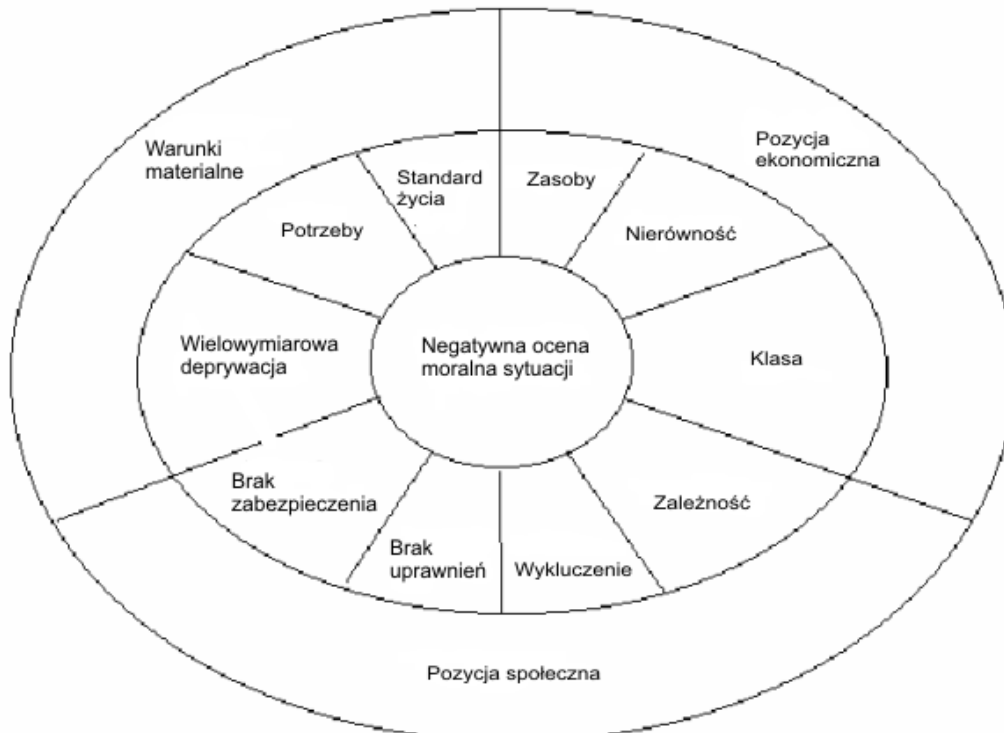 Warunki
materialne
Pozycja
ekonomiczna
Standard
życia
Zasoby
Potrzeby
Nierówność
Wielowymiarowa
deprywacja
Negatywna ocena
moralna sytuacji
Klasa
Brak
zabezpieczenia
Zależność
Brak
uprawnień
Wykluczenie
Pozycja społeczna